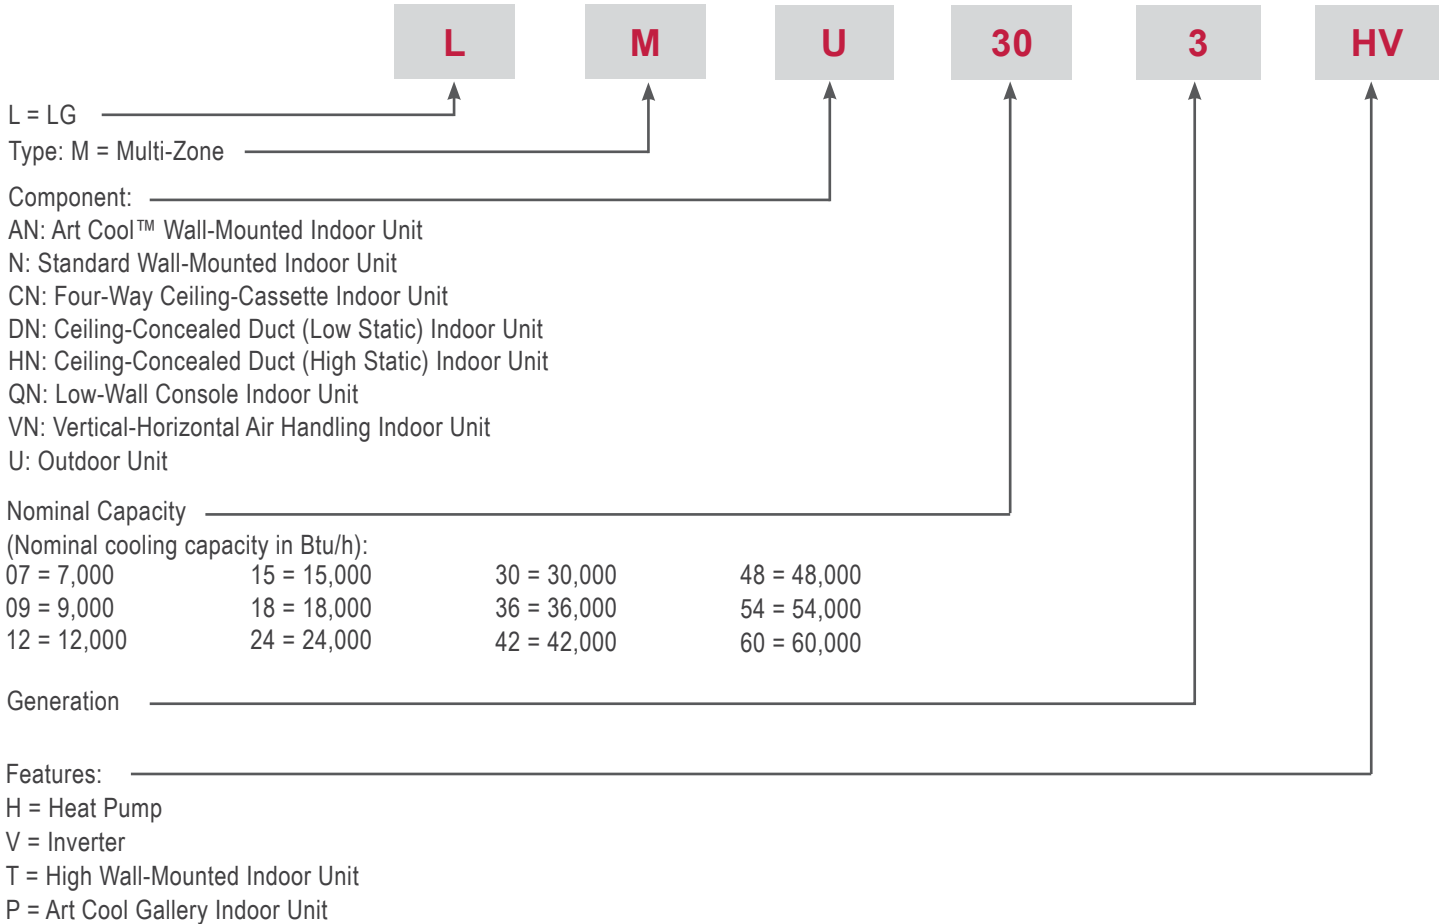 L M U 30 3 HV
L = LG
Type: M = Multi-Zone
Component:
AN: Art Cool™ Wall-Mounted Indoor Unit
N: Standard Wall-Mounted Indoor Unit
CN: Four-Way Ceiling-Cassette Indoor Unit
DN: Ceiling-Concealed Duct (Low Static) Indoor Unit
HN: Ceiling-Concealed Duct (High Static) Indoor Unit
QN: Low-Wall Console Indoor Unit
VN: Vertical-Horizontal Air Handling Indoor Unit
U: Outdoor Unit
Nominal Capacity
(Nominal cooling capacity in Btu/h):
07 = 7,000 15 = 15,000 30 = 30,000 48 = 48,000
09 = 9,000 18 = 18,000 36 = 36,000 54 = 54,000
12 = 12,000 24 = 24,000 42 = 42,000 60 = 60,000
Generation
Features:
H = Heat Pump
V = Inverter
T = High Wall-Mounted Indoor Unit
P = Art Cool Gallery Indoor Unit